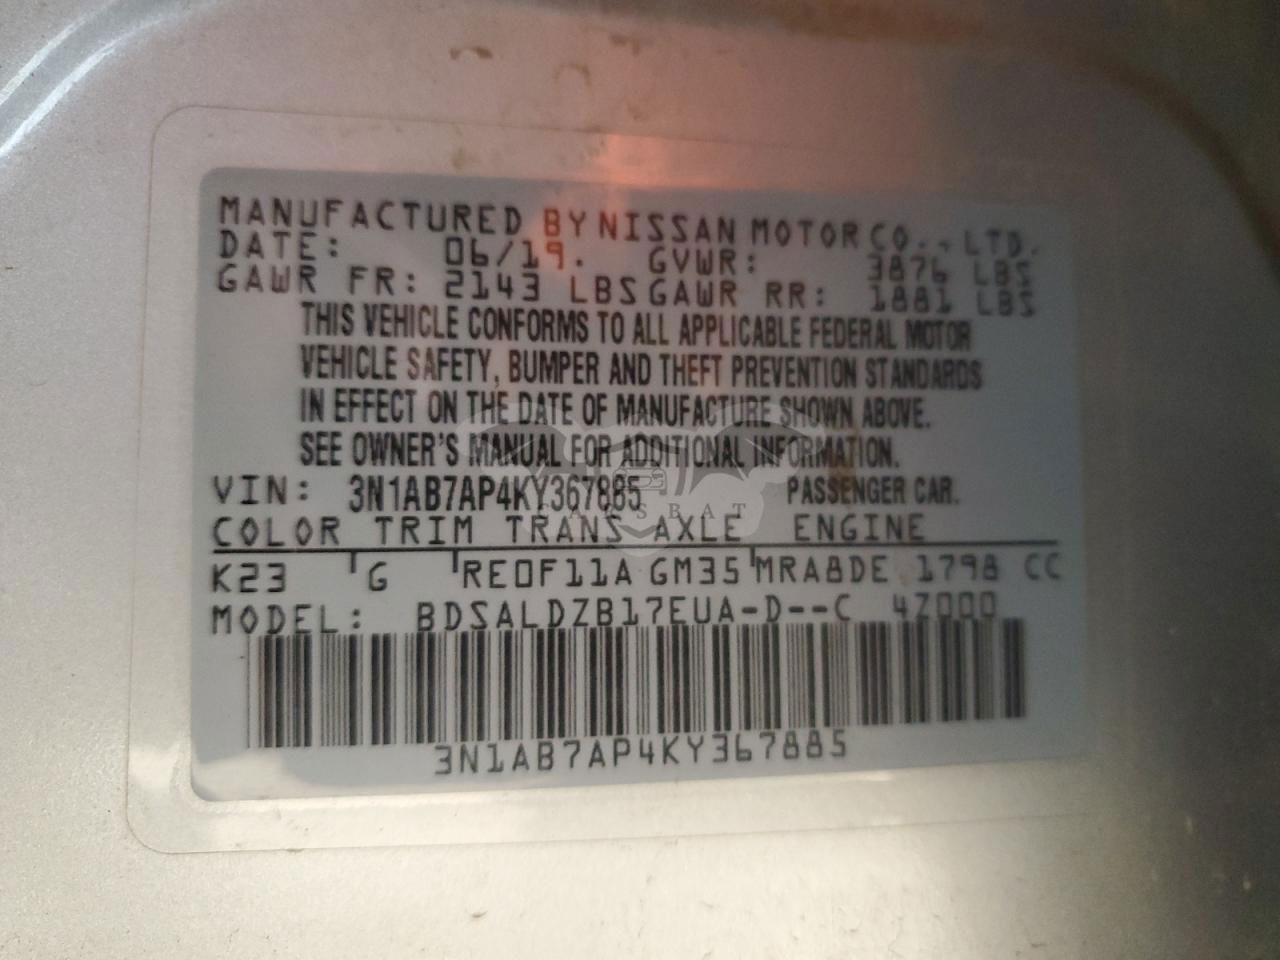 MANUFACTURED BY NISSAN MOTOR CO., LTD.
DATE: 06/19. GVWR: 3876 LBS
GAWR FR: 2143 LBS GAWR RR: 1881 LBS
THIS VEHICLE CONFORMS TO ALL APPLICABLE FEDERAL MOTOR
VEHICLE SAFETY, BUMPER AND THEFT PREVENTION STANDARDS
IN EFFECT ON THE DATE OF MANUFACTURE SHOWN ABOVE.
SEE OWNER'S MANUAL FOR ADDITIONAL INFORMATION.
VIN: 3N1AB7AP4KY367885 PASSENGER CAR.
CARSBAT
COLOR TRIM TRANS AXLE ENGINE
K23 G RE0F11A GM35 MRA8DE 1798 CC
MODEL: BDSALDZB17EUA-D--C 4Z000
3N1AB7AP4KY367885